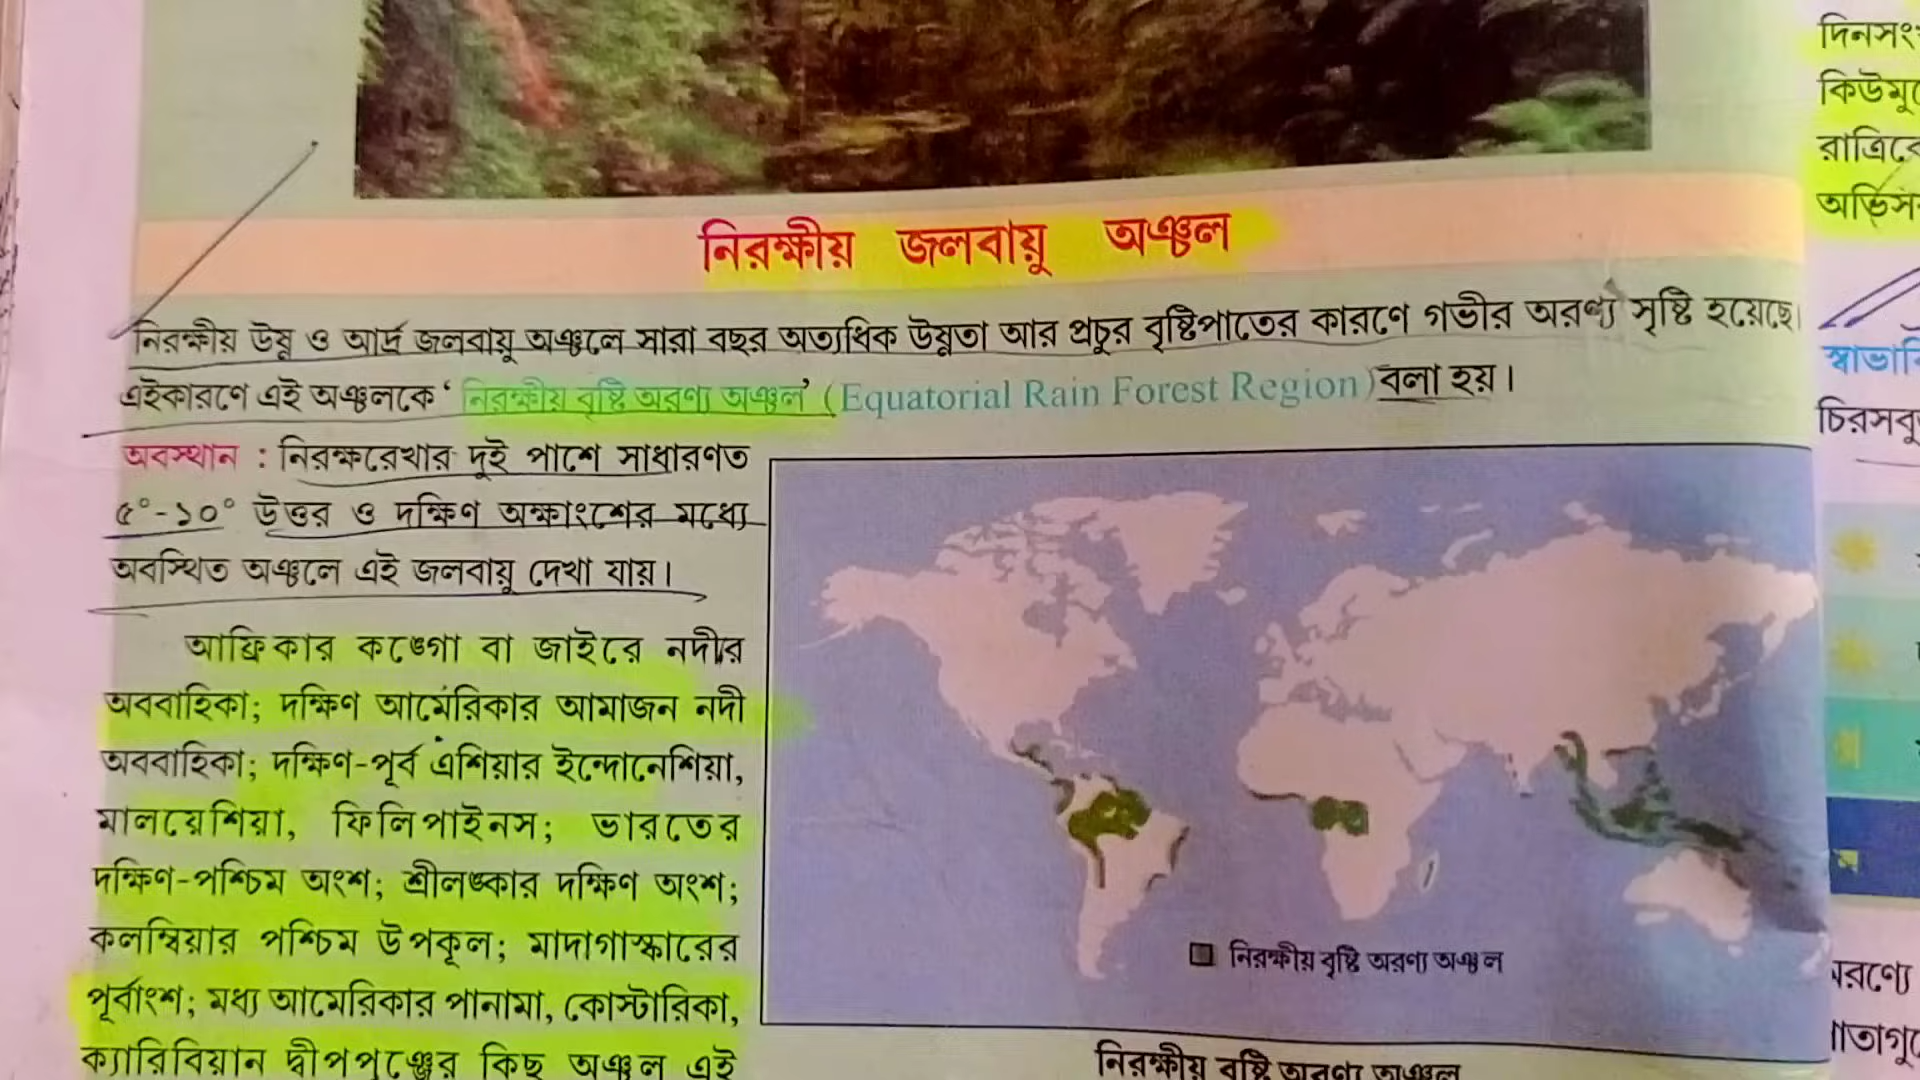 নিরক্ষীয় জলবায়ু অঞ্চল
নিরক্ষীয় উষ্ণ ও আর্দ্র জলবায়ু অঞ্চলে সারা বছর অত্যধিক উষ্ণতা আর প্রচুর বৃষ্টিপাতের কারণে গভীর অরণ্য সৃষ্টি হয়েছে।
এইকারণে এই অঞ্চলকে ‘নিরক্ষীয় বৃষ্টি অরণ্য অঞ্চল’ (Equatorial Rain Forest Region) বলা হয়।
অবস্থান : নিরক্ষরেখার দুই পাশে সাধারণত
৫°-১০° উত্তর ও দক্ষিণ অক্ষাংশের মধ্যে
অবস্থিত অঞ্চলে এই জলবায়ু দেখা যায়।
আফ্রিকার কঙ্গো বা জাইরে নদীর
অববাহিকা; দক্ষিণ আমেরিকার আমাজন নদী
অববাহিকা; দক্ষিণ-পূর্ব এশিয়ার ইন্দোনেশিয়া,
মালয়েশিয়া, ফিলিপাইনস; ভারতের
দক্ষিণ-পশ্চিম অংশ; শ্রীলঙ্কার দক্ষিণ অংশ;
কলম্বিয়ার পশ্চিম উপকূল; মাদাগাস্কারের
পূর্বাংশ; মধ্য আমেরিকার পানামা, কোস্টারিকা,
ক্যারিবিয়ান দ্বীপপুঞ্জের কিছু অঞ্চল এই
নিরক্ষীয় বৃষ্টি অরণ্য অঞ্চল
নিরক্ষীয় বৃষ্টি অরণ্য অঞ্চল